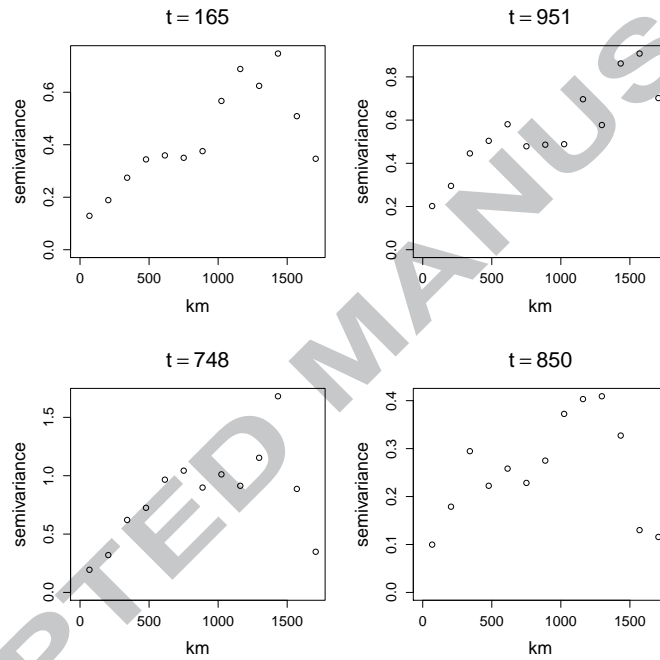 t = 165
semivariance
0.0 0.2 0.4 0.6
0 500 1000 1500
km
t = 951
semivariance
0.0 0.2 0.4 0.6 0.8
0 500 1000 1500
km
t = 748
semivariance
0.0 0.5 1.0 1.5
0 500 1000 1500
km
t = 850
semivariance
0.0 0.1 0.2 0.3 0.4
0 500 1000 1500
km
PTED MANUS